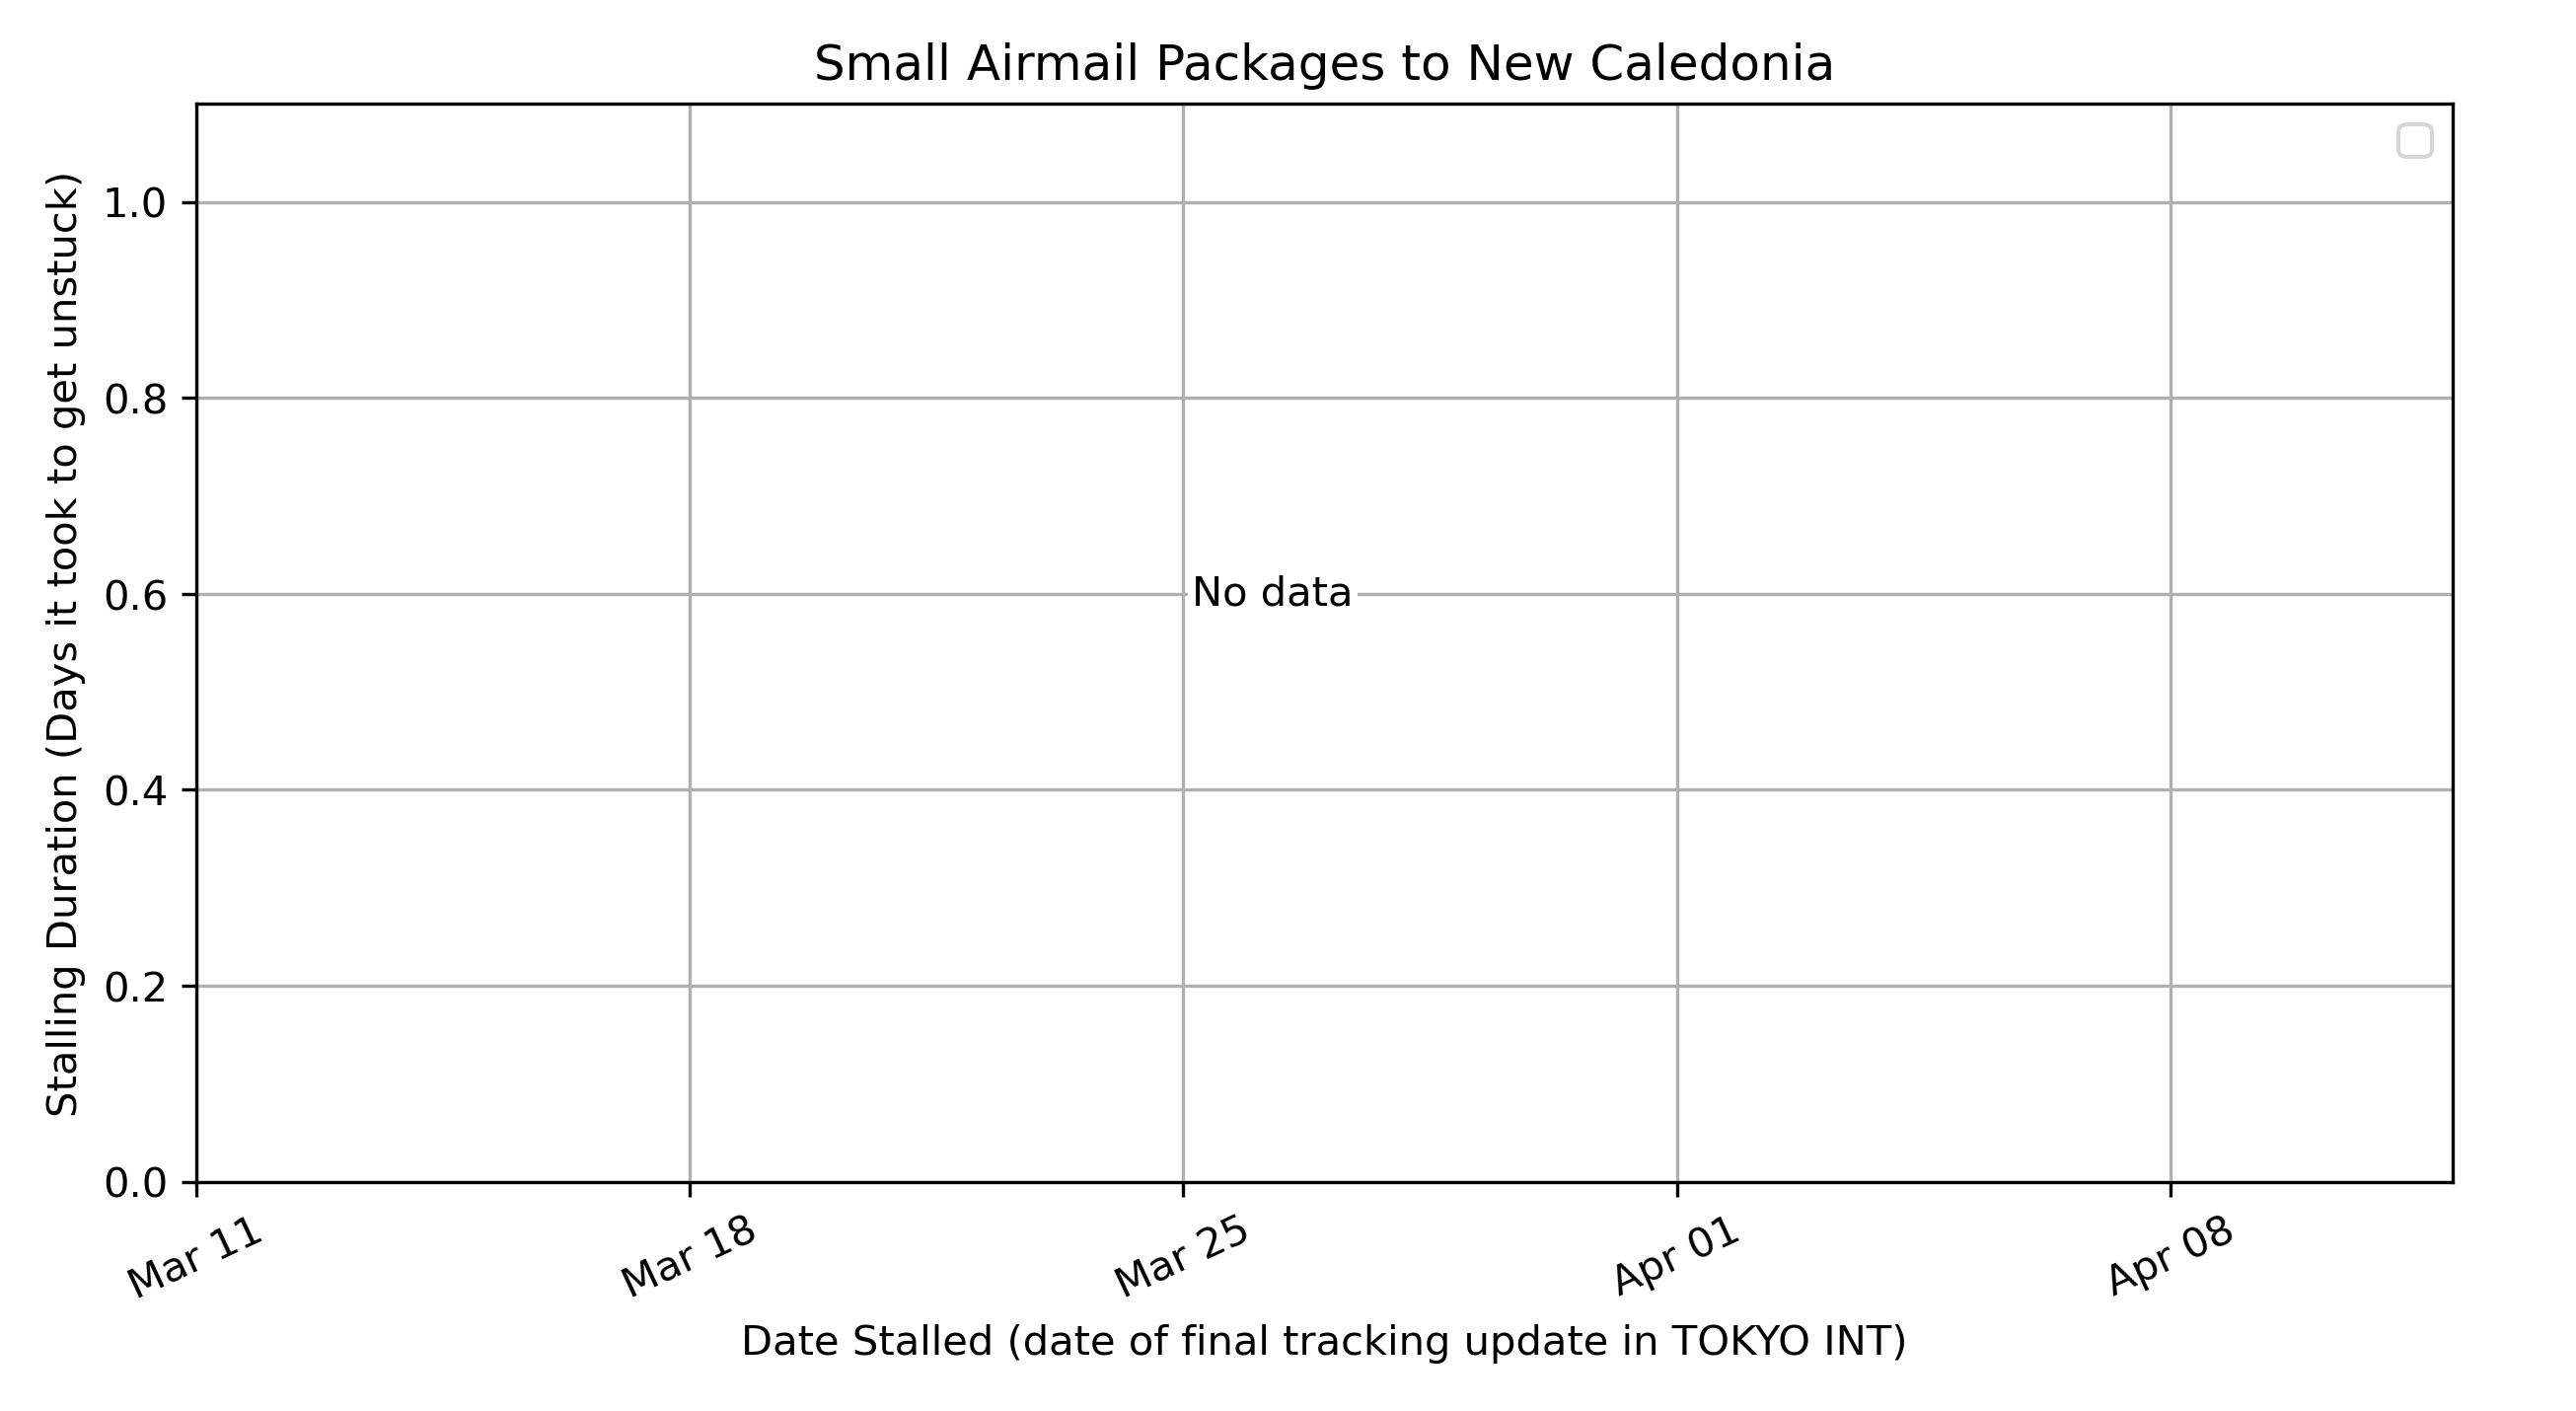 Small Airmail Packages to New Caledonia
Stalling Duration (Days it took to get unstuck)
1.0
0.8
0.6
0.4
0.2
0.0
No data
Mar 11
Mar 18
Mar 25
Apr 01
Apr 08
Date Stalled (date of final tracking update in TOKYO INT)